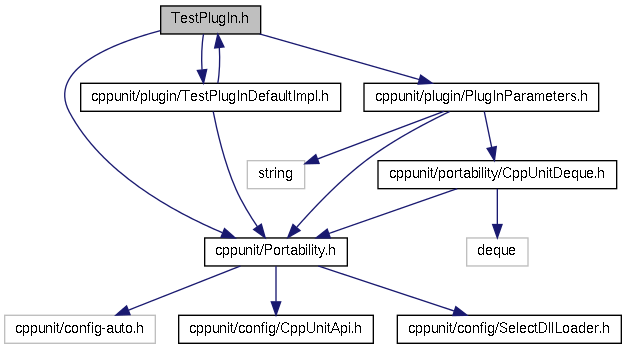 TestPlugIn.h
cppunit/plugin/TestPlugInDefaultImpl.h
cppunit/plugin/PlugInParameters.h
string
cppunit/portability/CppUnitDeque.h
cppunit/Portability.h
deque
cppunit/config-auto.h
cppunit/config/CppUnitApi.h
cppunit/config/SelectDllLoader.h